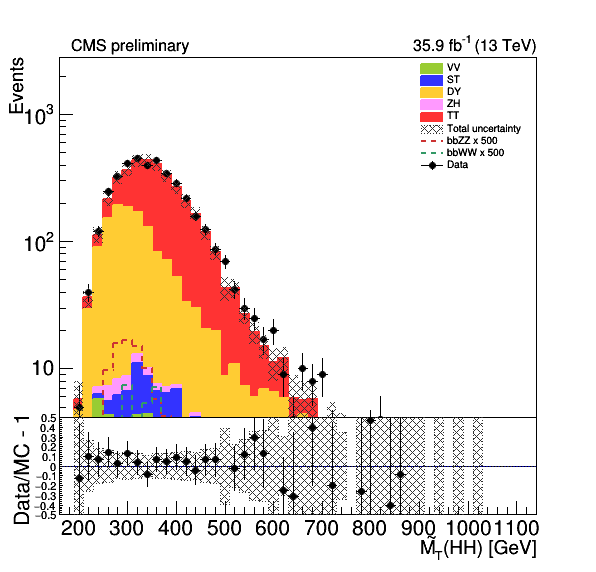 CMS preliminary 35.9 fb⁻¹ (13 TeV)
Events
10³
10²
10
VV
ST
DY
ZH
TT
Total uncertainty
bbZZ x 500
bbWW x 500
Data
Data/MC - 1
0.5
0.4
0.3
0.2
0.1
0
-0.1
-0.2
-0.3
-0.4
-0.5
200 300 400 500 600 700 800 900 1000 1100
M̃_T(HH) [GeV]